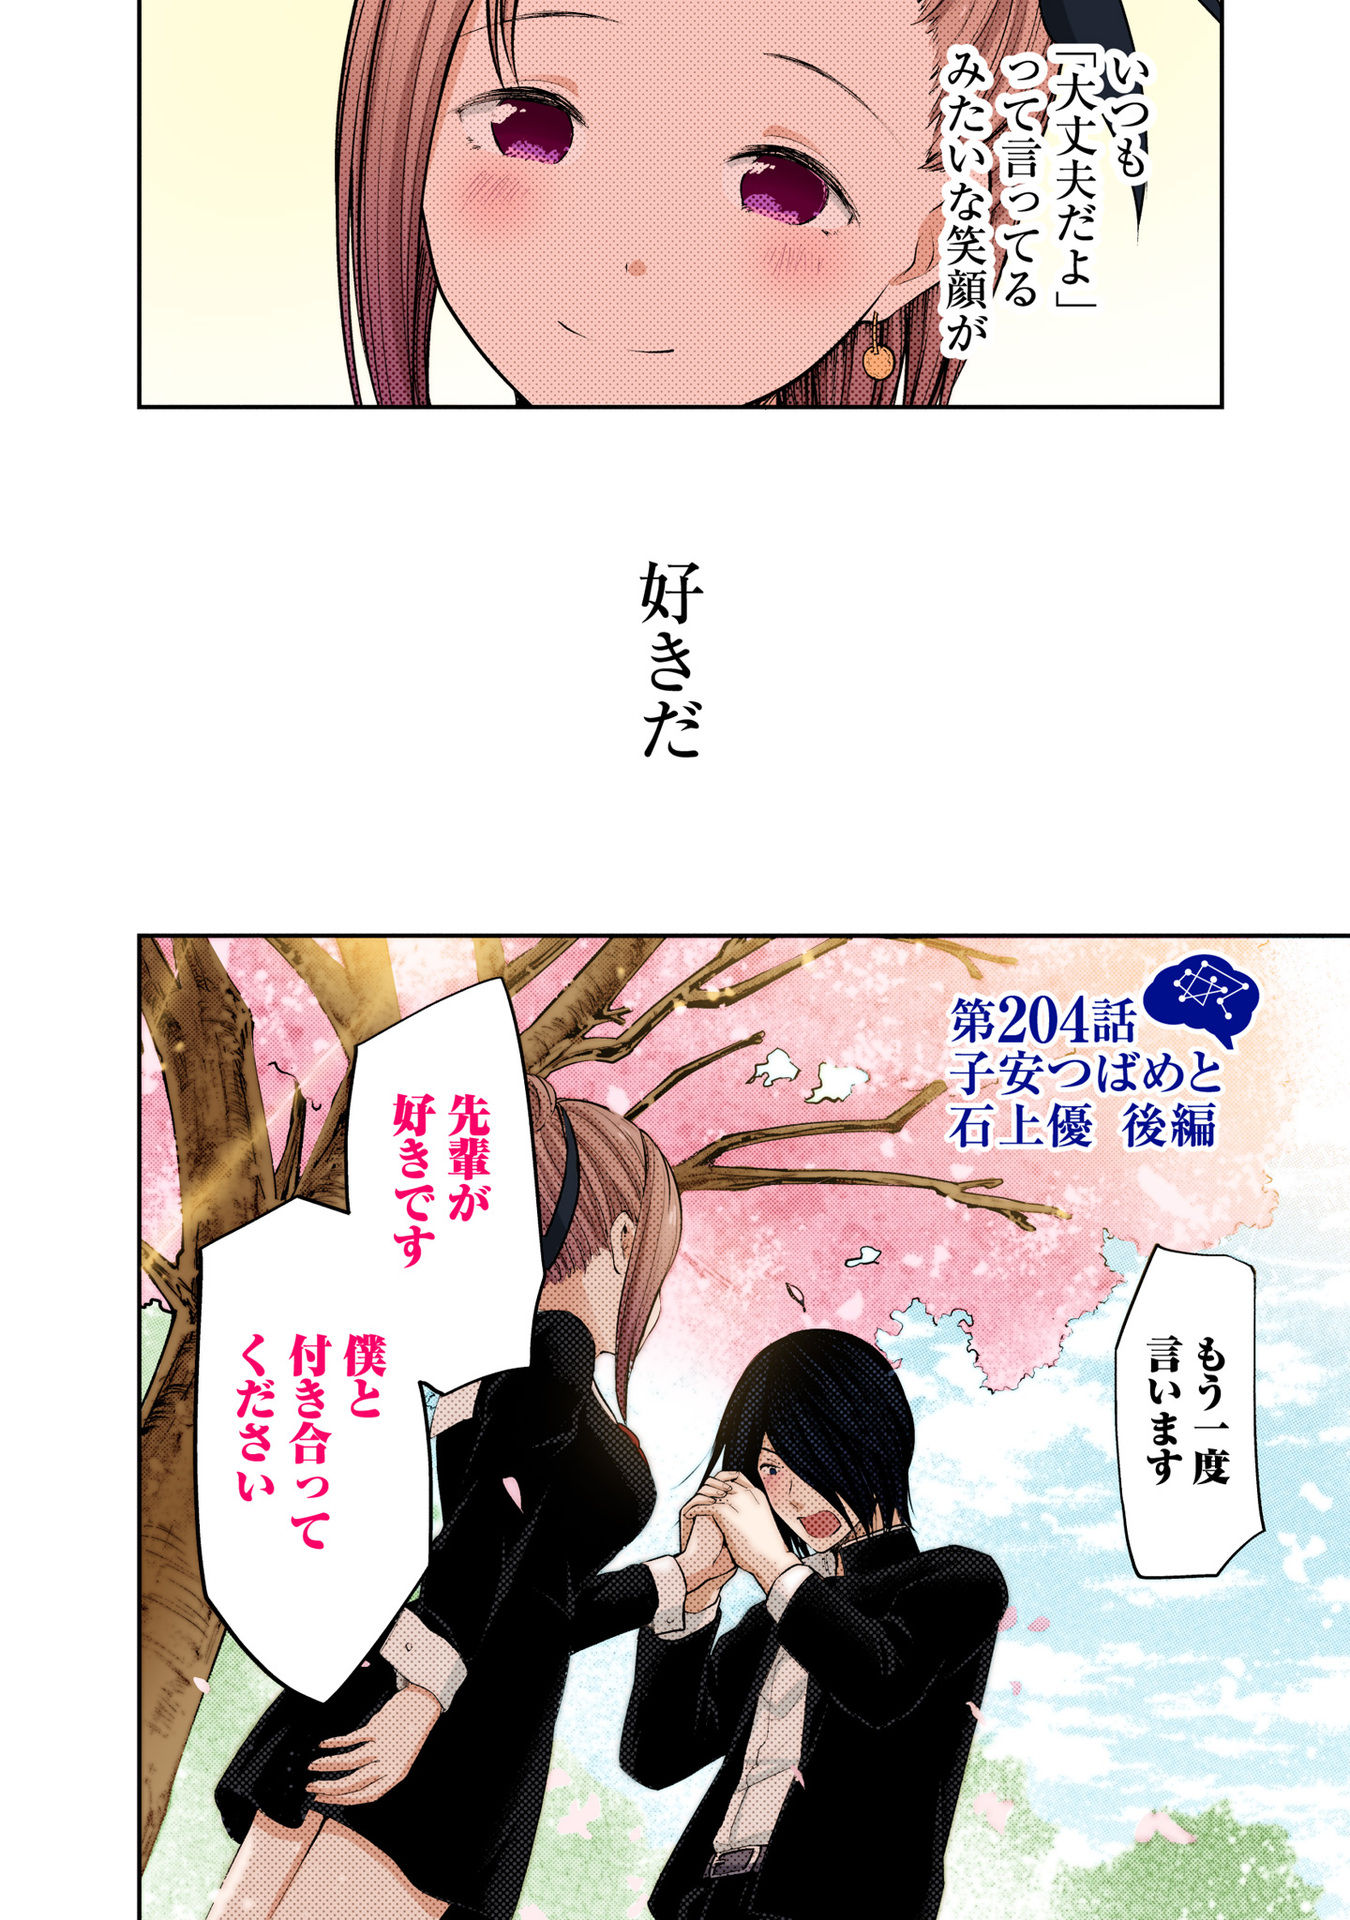 いつも
「大丈夫だよ」
って言ってる
みたいな笑顔が
好きだ
第204話
子安つばめと
石上優 後編
もう一度
言います
先輩が
好きです
僕と
付き合って
ください